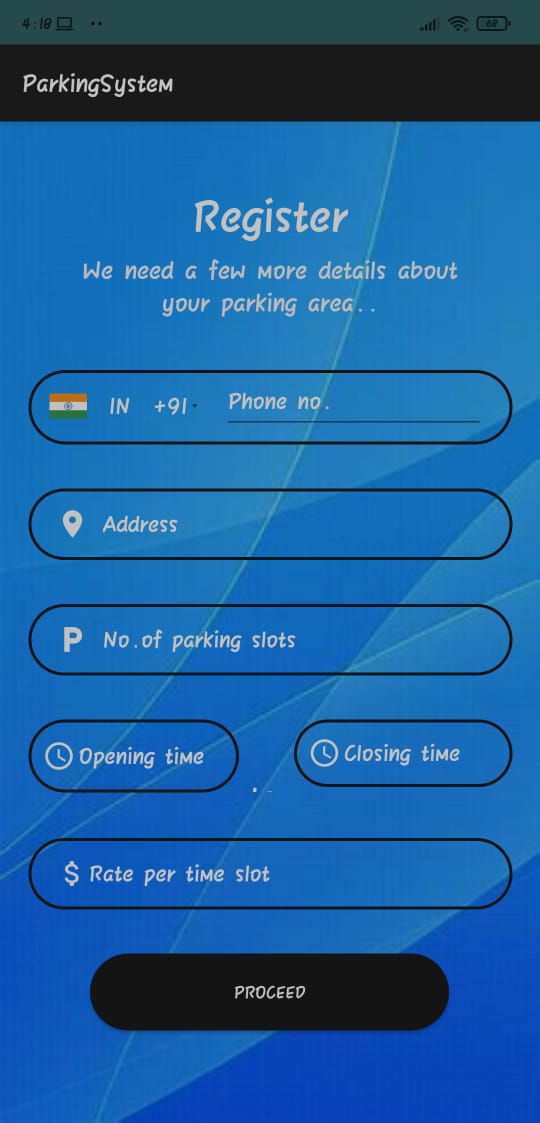 4:18
68
ParkingSystem
Register
We need a few more details about
your parking area..
IN +91 Phone no.
Address
P No.of parking slots
Opening time Closing time
$ Rate per time slot
PROCEED